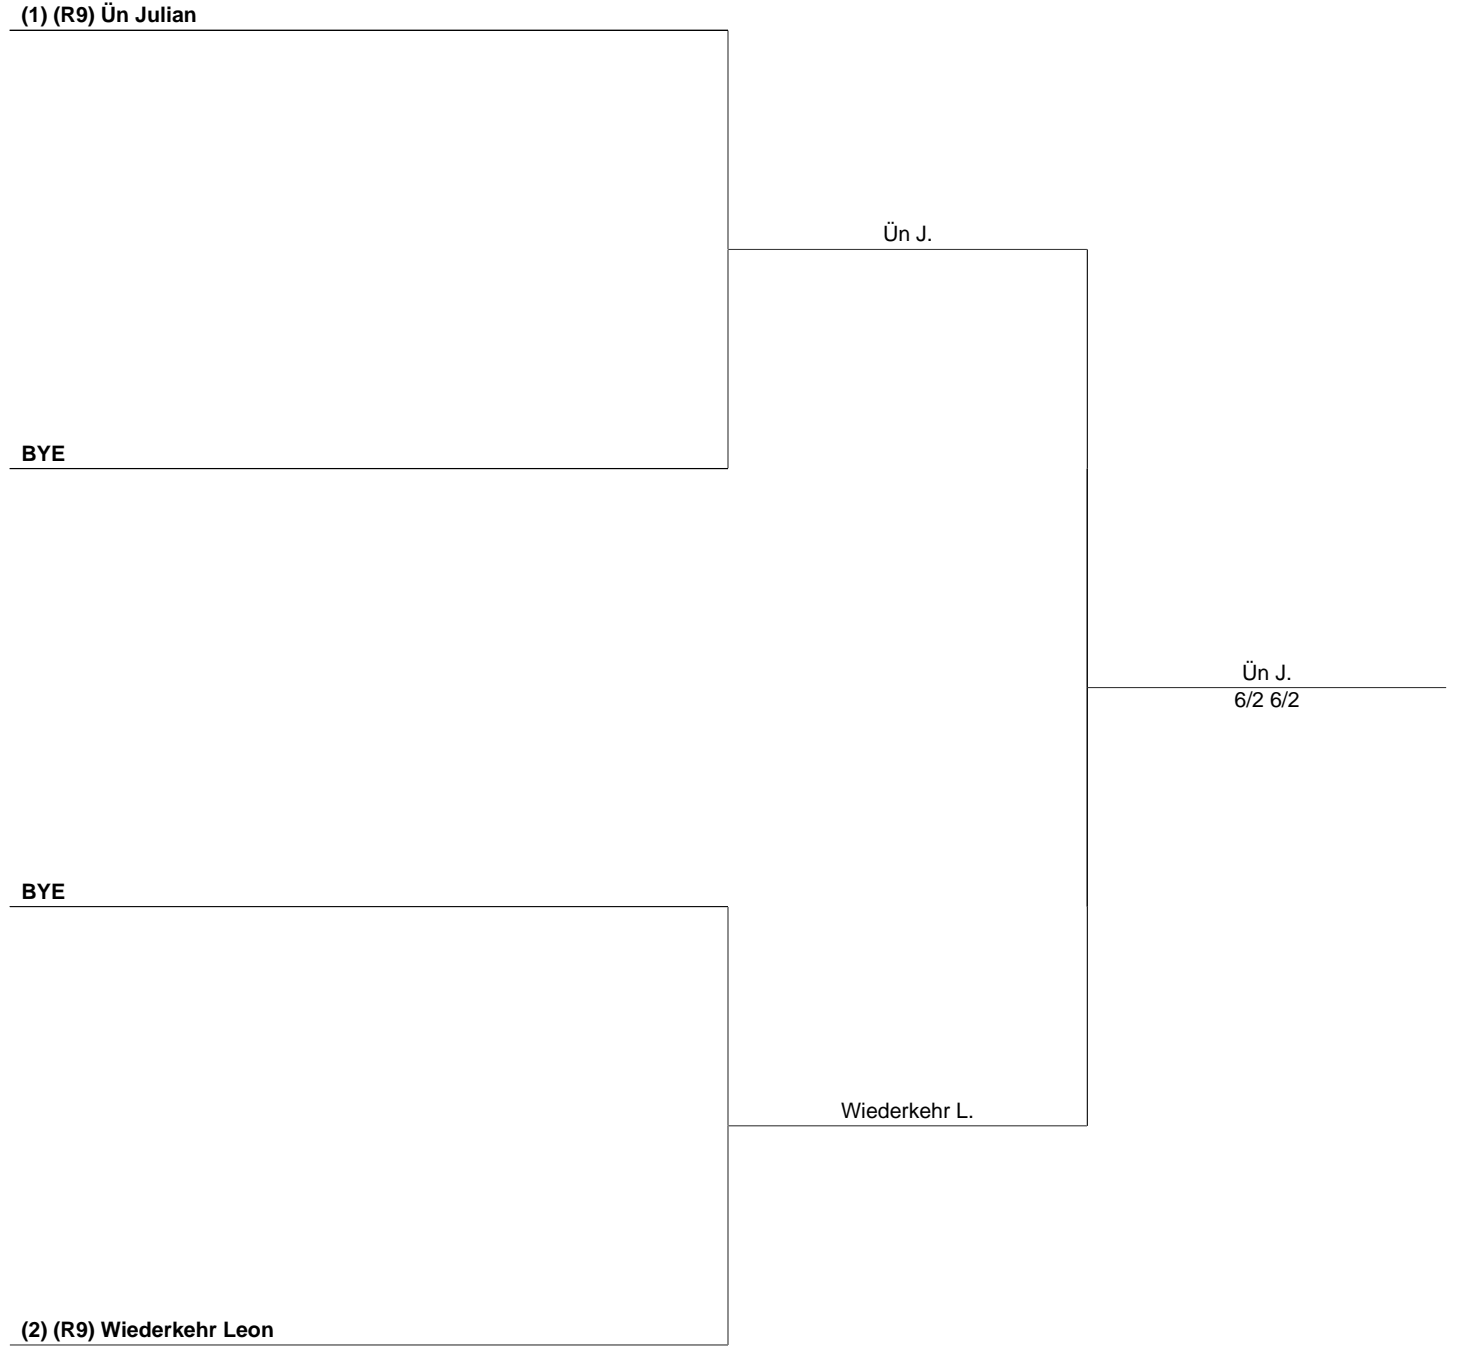 (1) (R9) Ün Julian
Ün J.
BYE
Ün J.
6/2 6/2
BYE
Wiederkehr L.
(2) (R9) Wiederkehr Leon